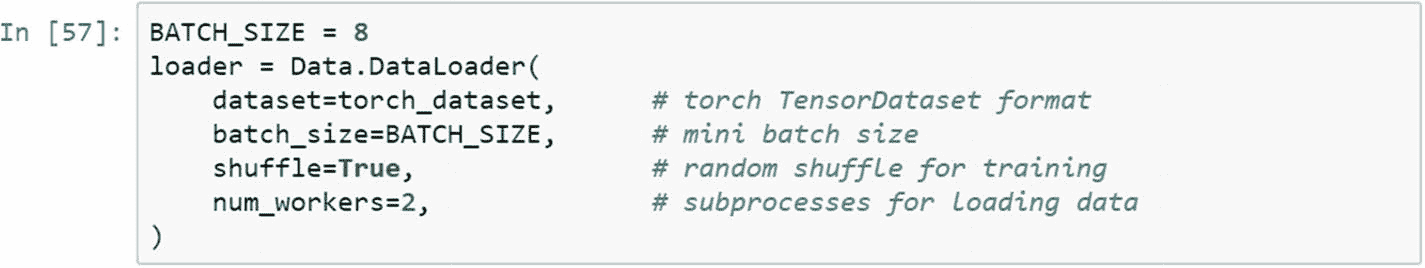 In [57]: BATCH_SIZE = 8
loader = Data.DataLoader(
    dataset=torch_dataset,      # torch TensorDataset format
    batch_size=BATCH_SIZE,      # mini batch size
    shuffle=True,               # random shuffle for training
    num_workers=2,              # subprocesses for loading data
)